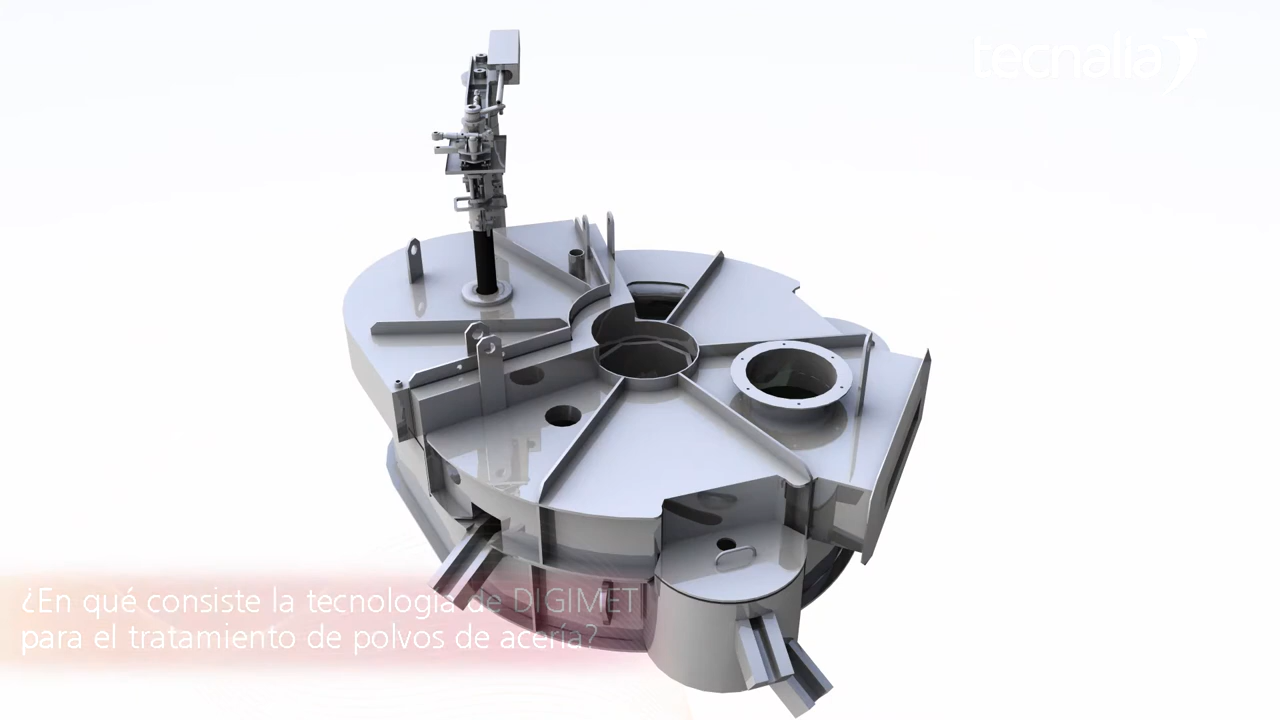 tecnalia
¿En qué consiste la tecnología de DIGIMET
para el tratamiento de polvos de acería?